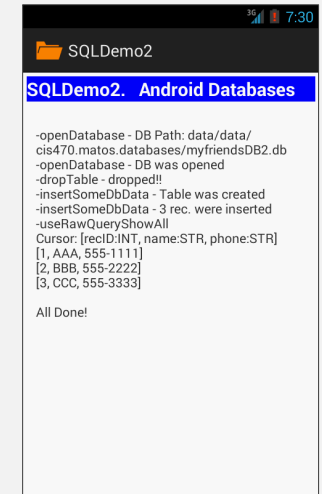 3G 7:30
SQLDemo2
SQLDemo2. Android Databases
-openDatabase - DB Path: data/data/
cis470.matos.databases/myfriendsDB2.db
-openDatabase - DB was opened
-dropTable - dropped!!
-insertSomeDbData - Table was created
-insertSomeDbData - 3 rec. were inserted
-useRawQueryShowAll
Cursor: [recID:INT, name:STR, phone:STR]
[1, AAA, 555-1111]
[2, BBB, 555-2222]
[3, CCC, 555-3333]
All Done!